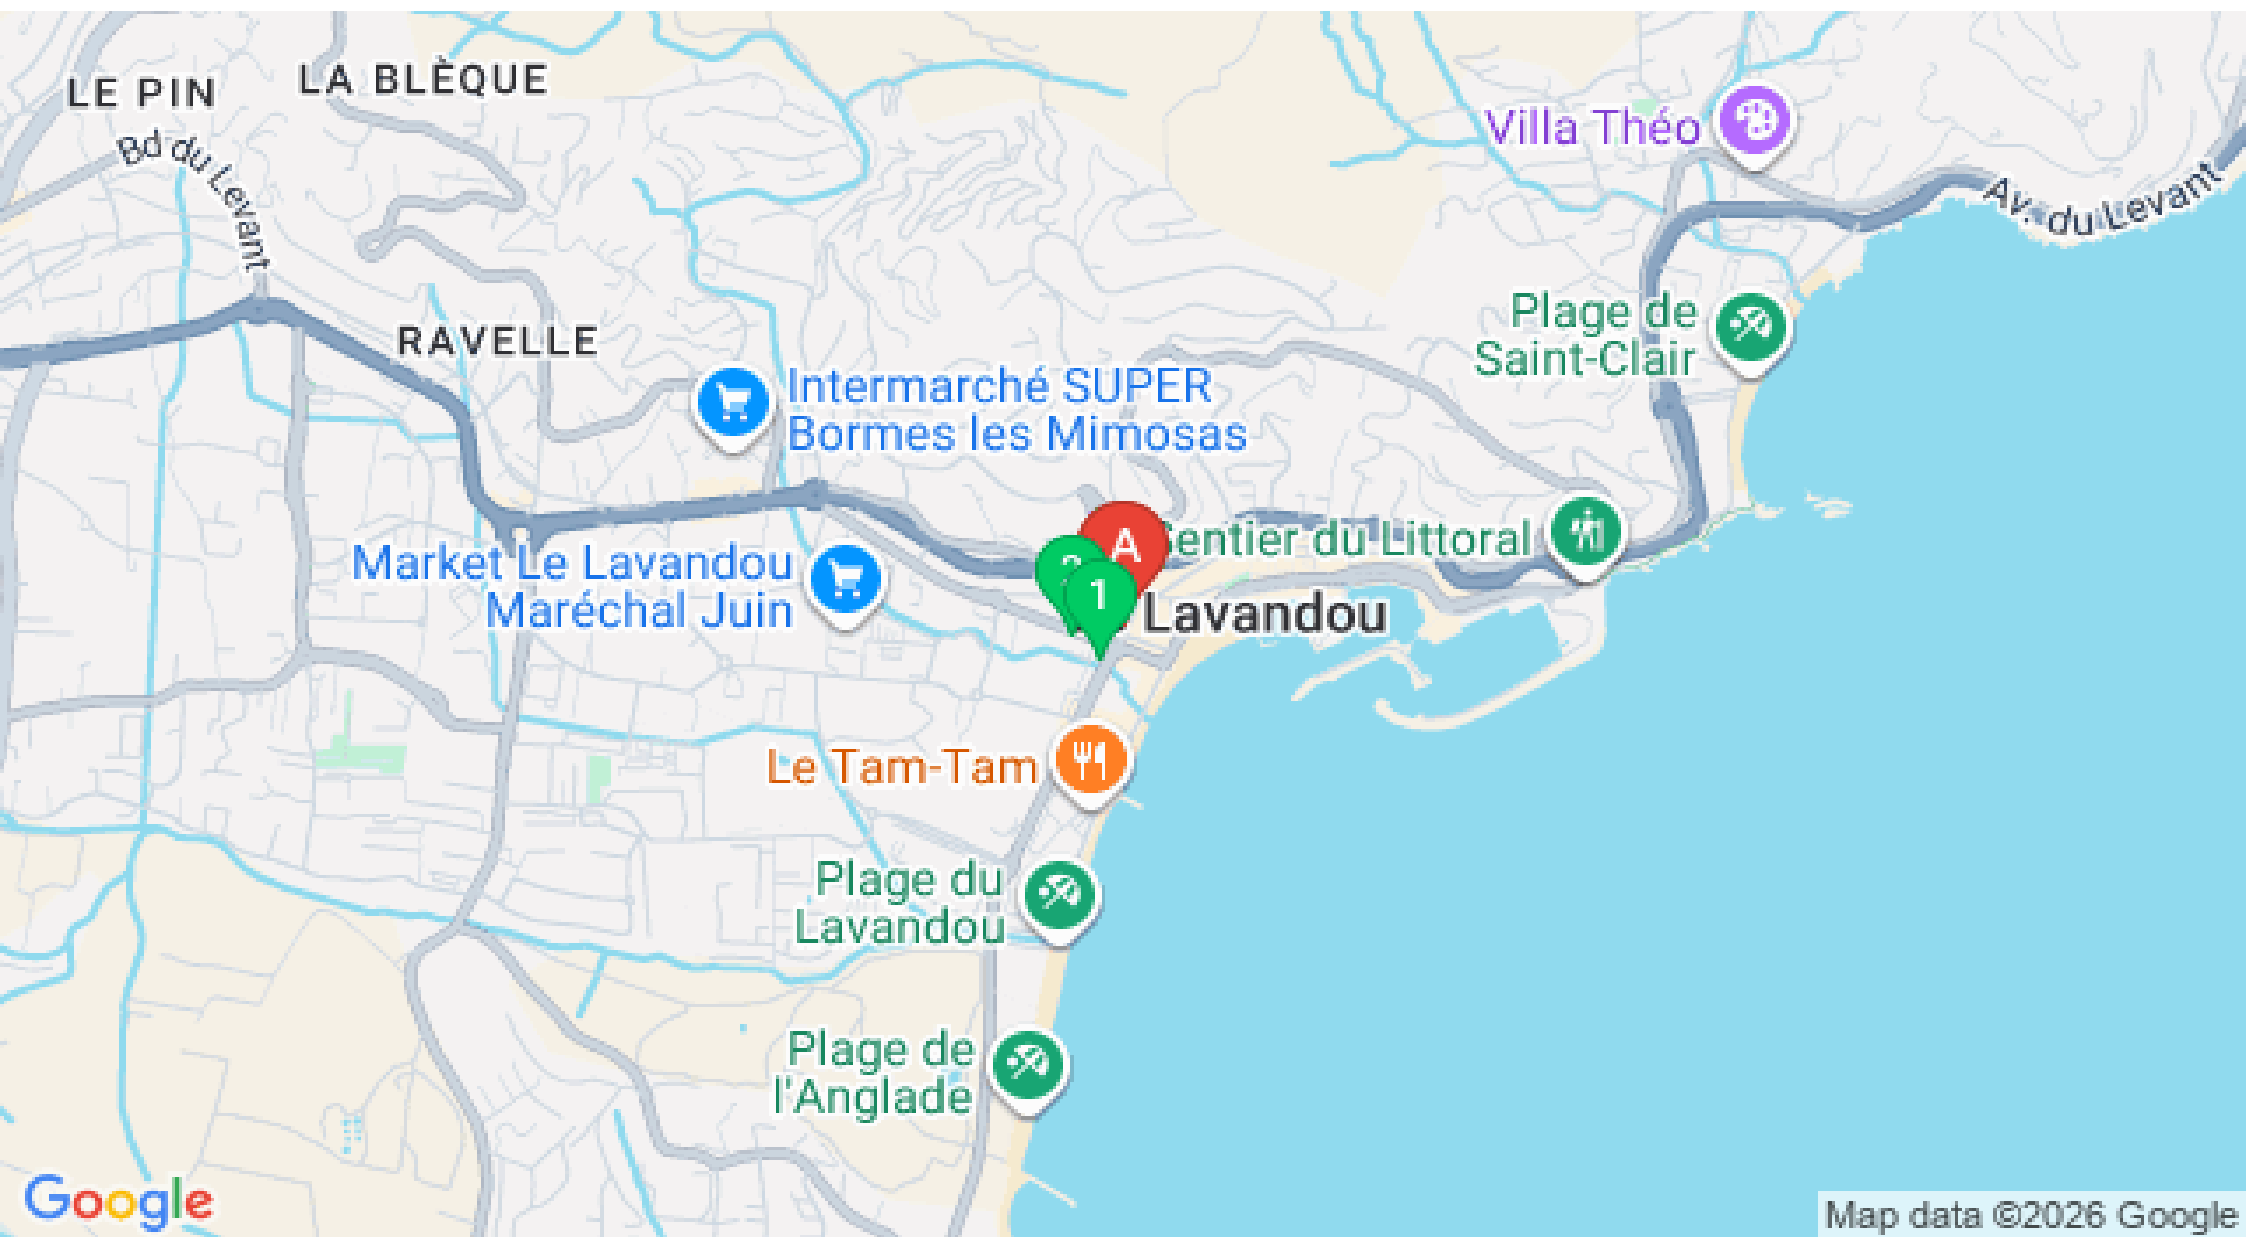 LE PIN
LA BLÈQUE
Bd du Levant
Villa Théo
Av. du Levant
RAVELLE
Plage de
Saint-Clair
Intermarché SUPER
Bormes les Mimosas
A
Sentier du Littoral
Market Le Lavandou
Maréchal Juin
2
1
Lavandou
Le Tam-Tam
Plage du
Lavandou
Plage de
l'Anglade
Google
Map data ©2026 Google